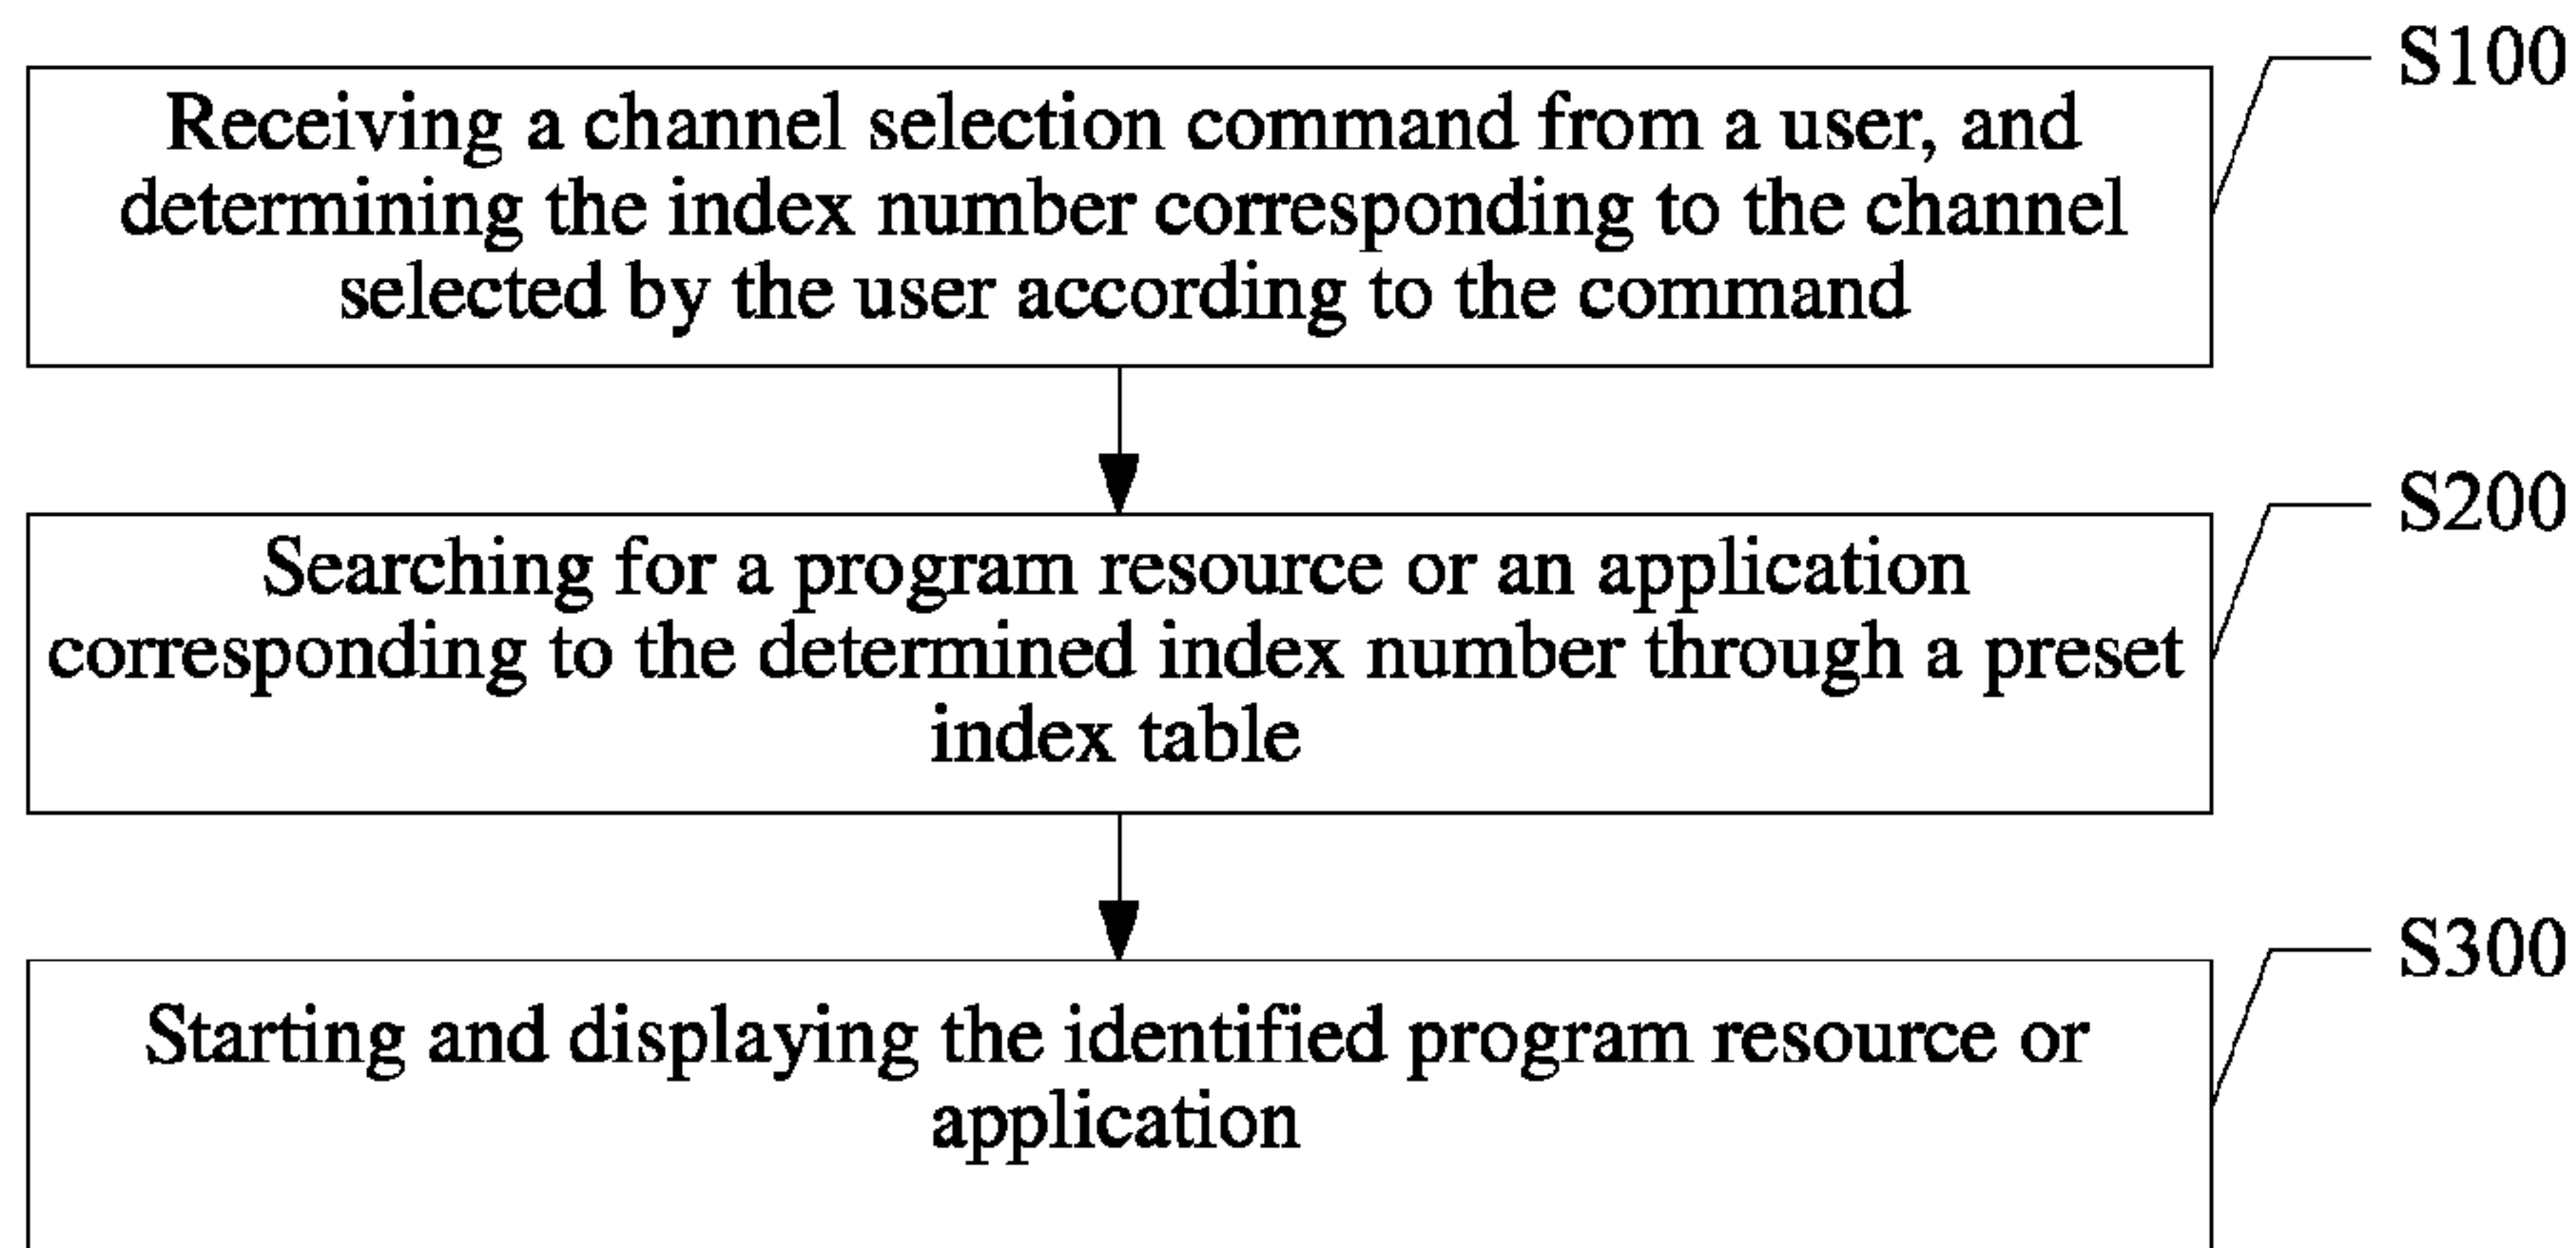 S100
Receiving a channel selection command from a user, and
determining the index number corresponding to the channel
selected by the user according to the command
S200
Searching for a program resource or an application
corresponding to the determined index number through a preset
index table
S300
Starting and displaying the identified program resource or
application